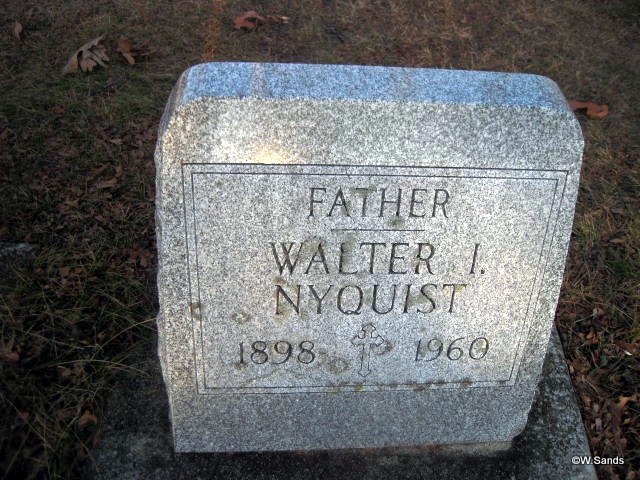 FATHER
WALTER I.
NYQUIST
1898 1960
©W.Sands